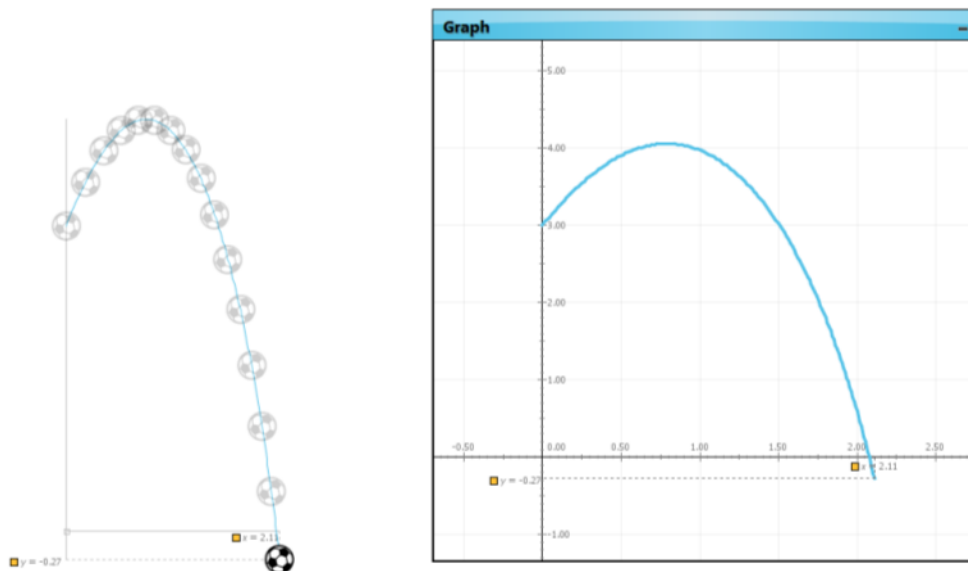 Graph
5.00
4.00
3.00
2.00
1.00
-0.50
0.00
0.50
1.00
1.50
2.00
2.50
x = 2.11
y = -0.27
-1.00
x = 2.11
y = -0.27